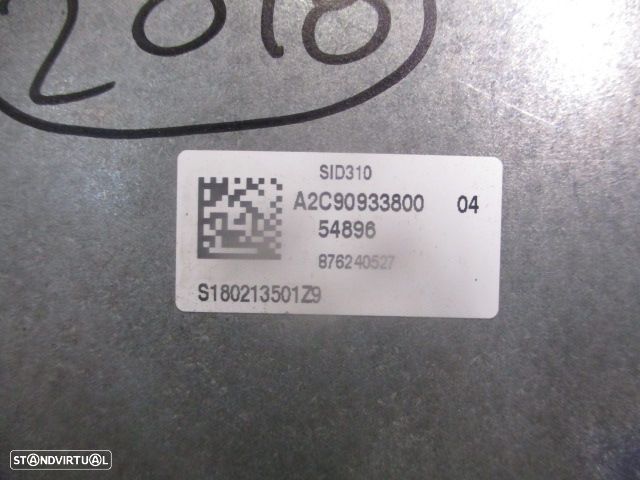 2018
SID310
A2C90933800 04
54896
876240527
S180213501Z9
STANDVIRTUAL